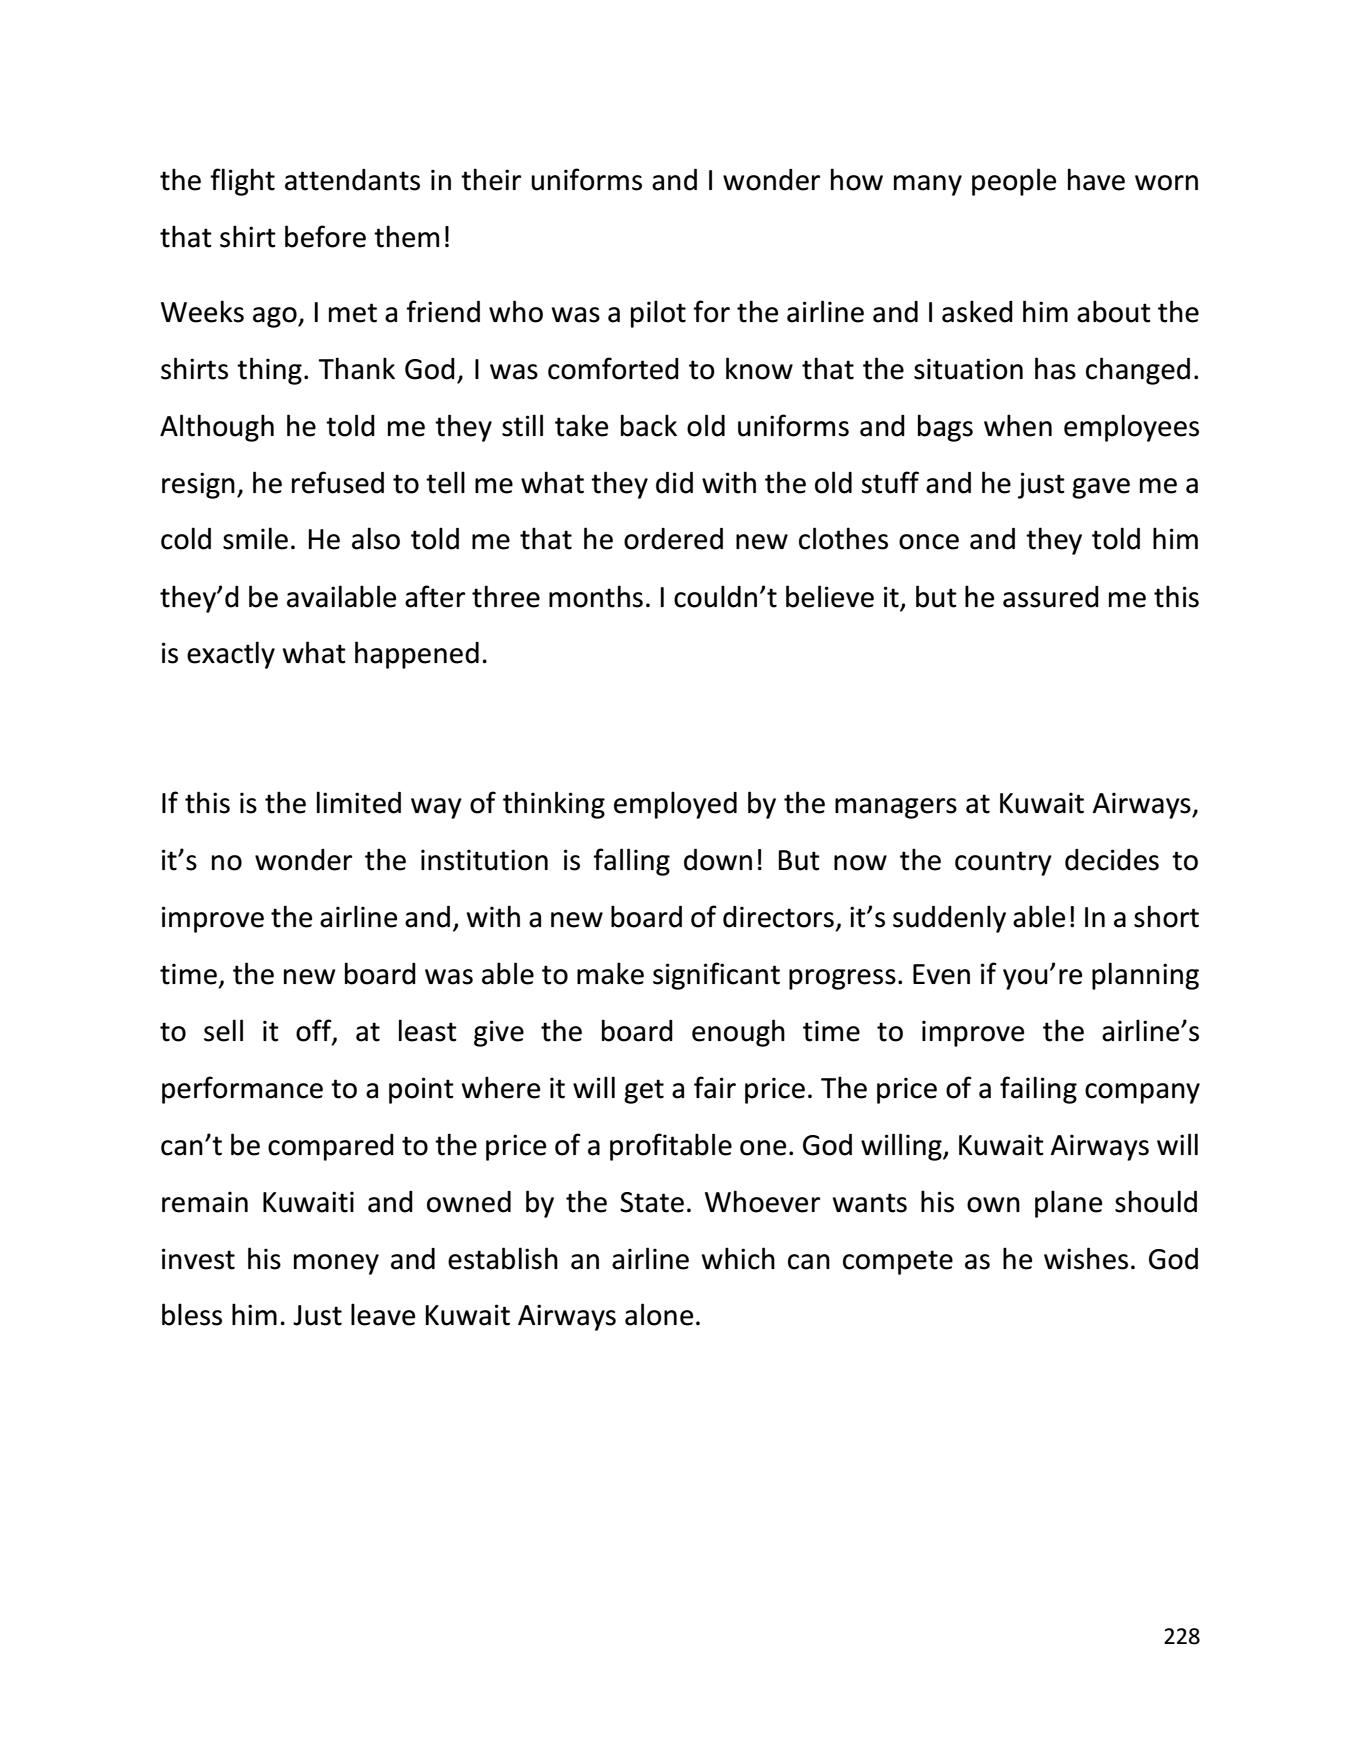 the flight attendants in their uniforms and I wonder how many people have worn
that shirt before them!
Weeks ago, I met a friend who was a pilot for the airline and I asked him about the
shirts thing. Thank God, I was comforted to know that the situation has changed.
Although he told me they still take back old uniforms and bags when employees
resign, he refused to tell me what they did with the old stuff and he just gave me a
cold smile. He also told me that he ordered new clothes once and they told him
they’d be available after three months. I couldn’t believe it, but he assured me this
is exactly what happened.
If this is the limited way of thinking employed by the managers at Kuwait Airways,
it’s no wonder the institution is falling down! But now the country decides to
improve the airline and, with a new board of directors, it’s suddenly able! In a short
time, the new board was able to make significant progress. Even if you’re planning
to sell it off, at least give the board enough time to improve the airline’s
performance to a point where it will get a fair price. The price of a failing company
can’t be compared to the price of a profitable one. God willing, Kuwait Airways will
remain Kuwaiti and owned by the State. Whoever wants his own plane should
invest his money and establish an airline which can compete as he wishes. God
bless him. Just leave Kuwait Airways alone.
228